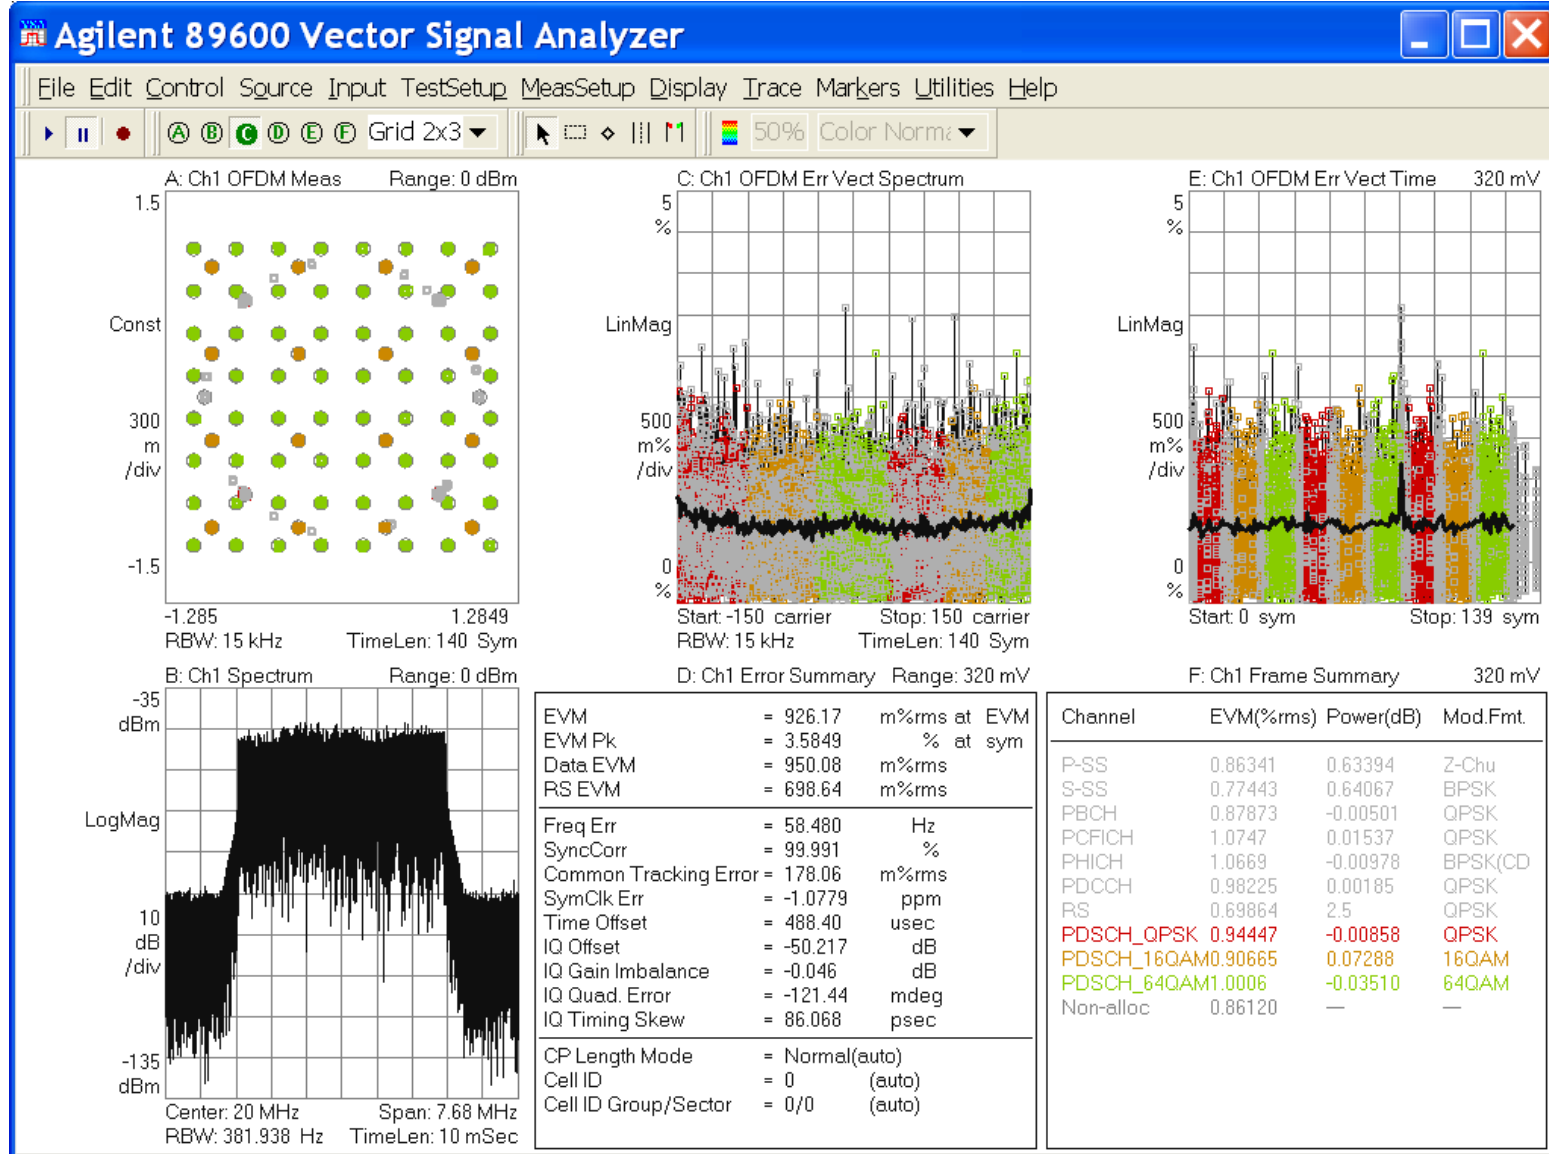 Agilent 89600 Vector Signal Analyzer
File Edit Control Source Input TestSetup MeasSetup Display Trace Markers Utilities Help
A B C D E F Grid 2x3 50%
A: Ch1 OFDM Meas Range: 0 dBm
1.5
Const
300
m
/div
-1.5
-1.285 1.2849
RBW: 15 kHz TimeLen: 140 Sym
C: Ch1 OFDM Err Vect Spectrum
5
%
LinMag
500
m%
/div
0
%
Start: -150 carrier Stop: 150 carrier
RBW: 15 kHz TimeLen: 140 Sym
E: Ch1 OFDM Err Vect Time 320 mV
5
%
LinMag
500
m%
/div
0
%
Start: 0 sym Stop: 139 sym
B: Ch1 Spectrum Range: 0 dBm
-35
dBm
LogMag
10
dB
/div
-135
dBm
Center: 20 MHz Span: 7.68 MHz
RBW: 381.938 Hz TimeLen: 10 mSec
D: Ch1 Error Summary Range: 320 mV
EVM = 926.17 m%rms at EVM
EVM Pk = 3.5849 % at sym
Data EVM = 950.08 m%rms
RS EVM = 698.64 m%rms
Freq Err = 58.480 Hz
SyncCorr = 99.991 %
Common Tracking Error = 178.06 m%rms
SymClk Err = -1.0779 ppm
Time Offset = 488.40 usec
IQ Offset = -50.217 dB
IQ Gain Imbalance = -0.046 dB
IQ Quad. Error = -121.44 mdeg
IQ Timing Skew = 86.068 psec
CP Length Mode = Normal(auto)
Cell ID = 0 (auto)
Cell ID Group/Sector = 0/0 (auto)
F: Ch1 Frame Summary 320 mV
Channel EVM(%rms) Power(dB) Mod.Fmt.
P-SS 0.86341 0.63394 Z-Chu
S-SS 0.77443 0.64067 BPSK
PBCH 0.87873 -0.00501 QPSK
PCFICH 1.0747 0.01537 QPSK
PHICH 1.0669 -0.00978 BPSK(CD
PDCCH 0.98225 0.00185 QPSK
RS 0.69864 2.5 QPSK
PDSCH_QPSK 0.94447 -0.00858 QPSK
PDSCH_16QAM 0.90665 0.07288 16QAM
PDSCH_64QAM 1.0006 -0.03510 64QAM
Non-alloc 0.86120 — —